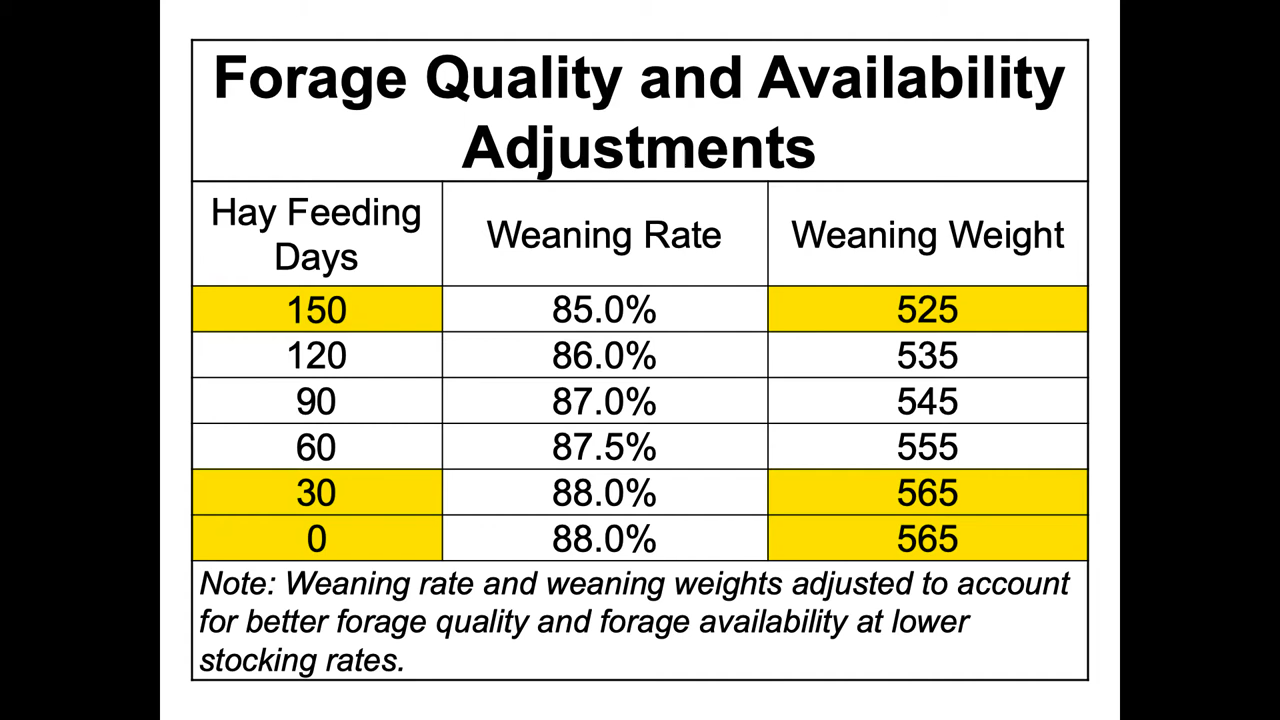 Forage Quality and Availability
Adjustments
Hay Feeding
Days
Weaning Rate
Weaning Weight
150 85.0% 525
120 86.0% 535
90 87.0% 545
60 87.5% 555
30 88.0% 565
0 88.0% 565
Note: Weaning rate and weaning weights adjusted to account
for better forage quality and forage availability at lower
stocking rates.